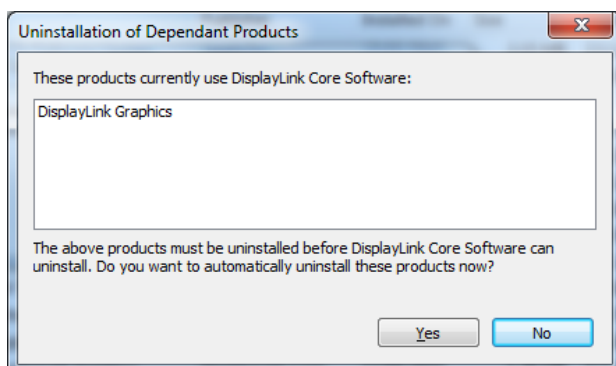 Uninstallation of Dependant Products
These products currently use DisplayLink Core Software:
DisplayLink Graphics
The above products must be uninstalled before DisplayLink Core Software can
uninstall. Do you want to automatically uninstall these products now?
Yes
No